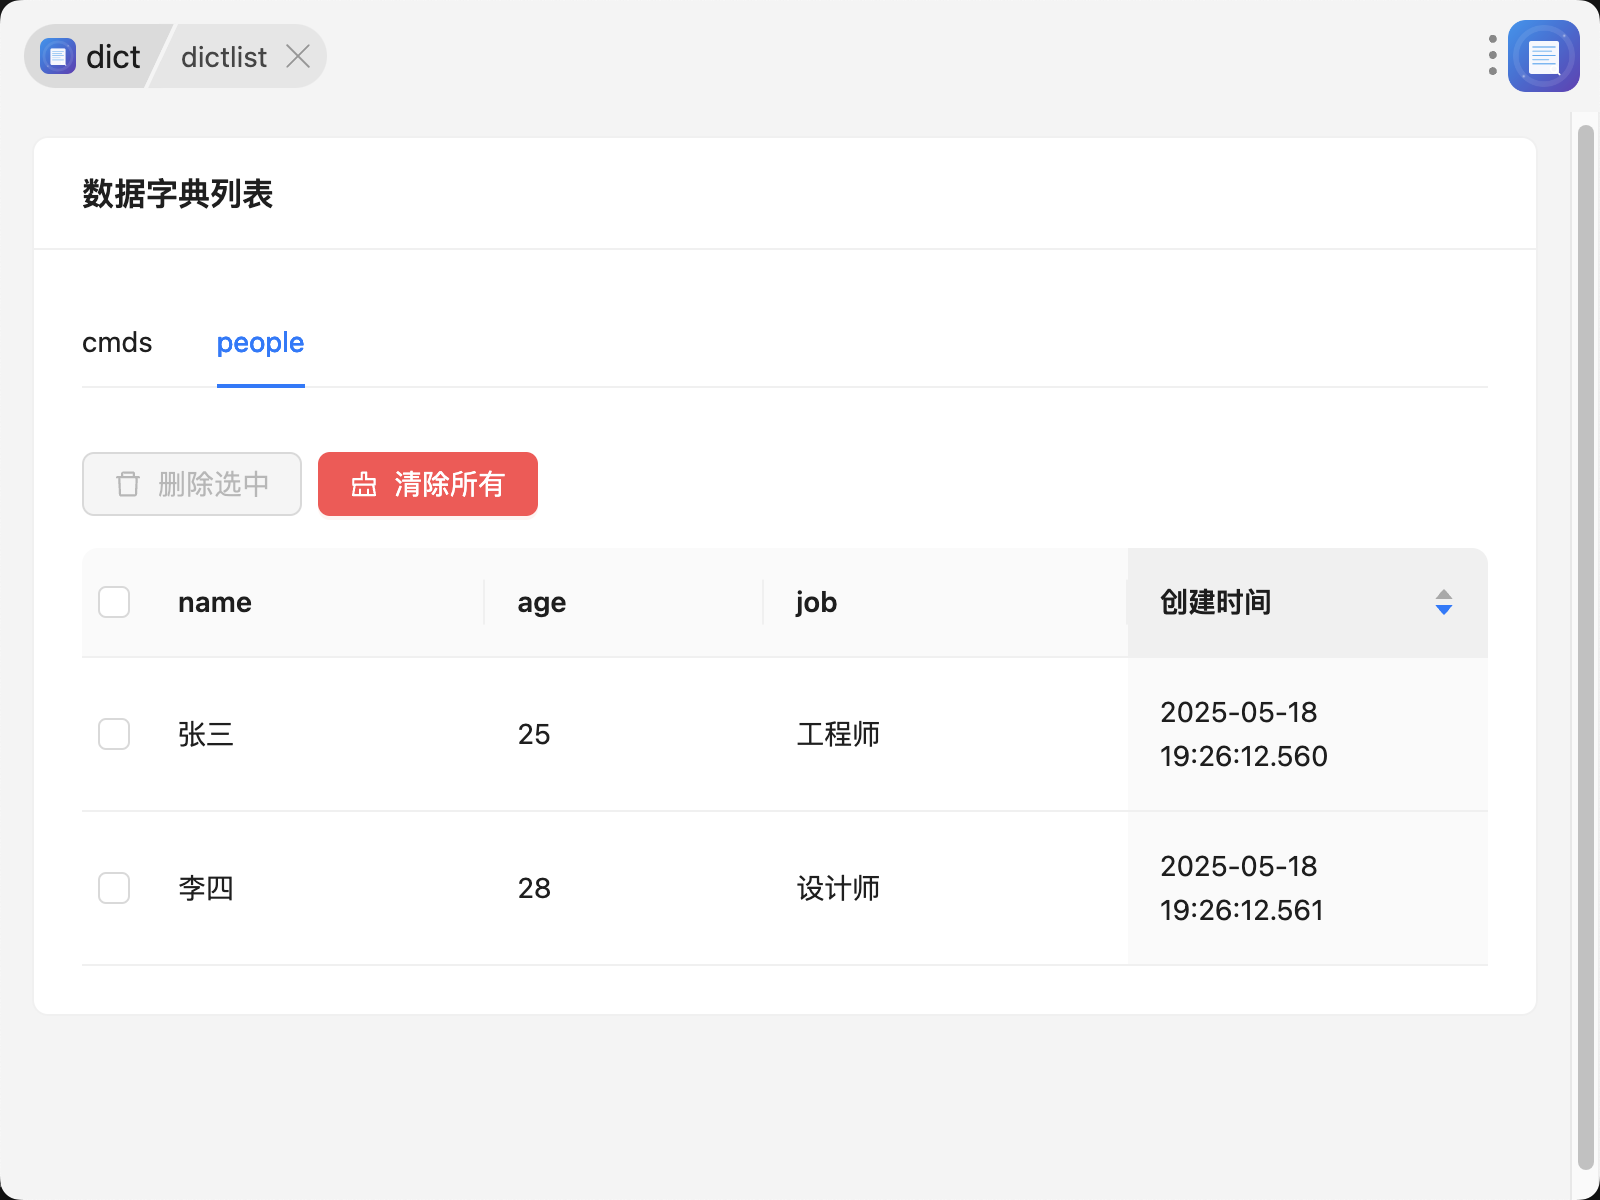 dict dictlist
数据字典列表
cmds people
删除选中 清除所有
name age job 创建时间
张三 25 工程师 2025-05-18
19:26:12.560
李四 28 设计师 2025-05-18
19:26:12.561